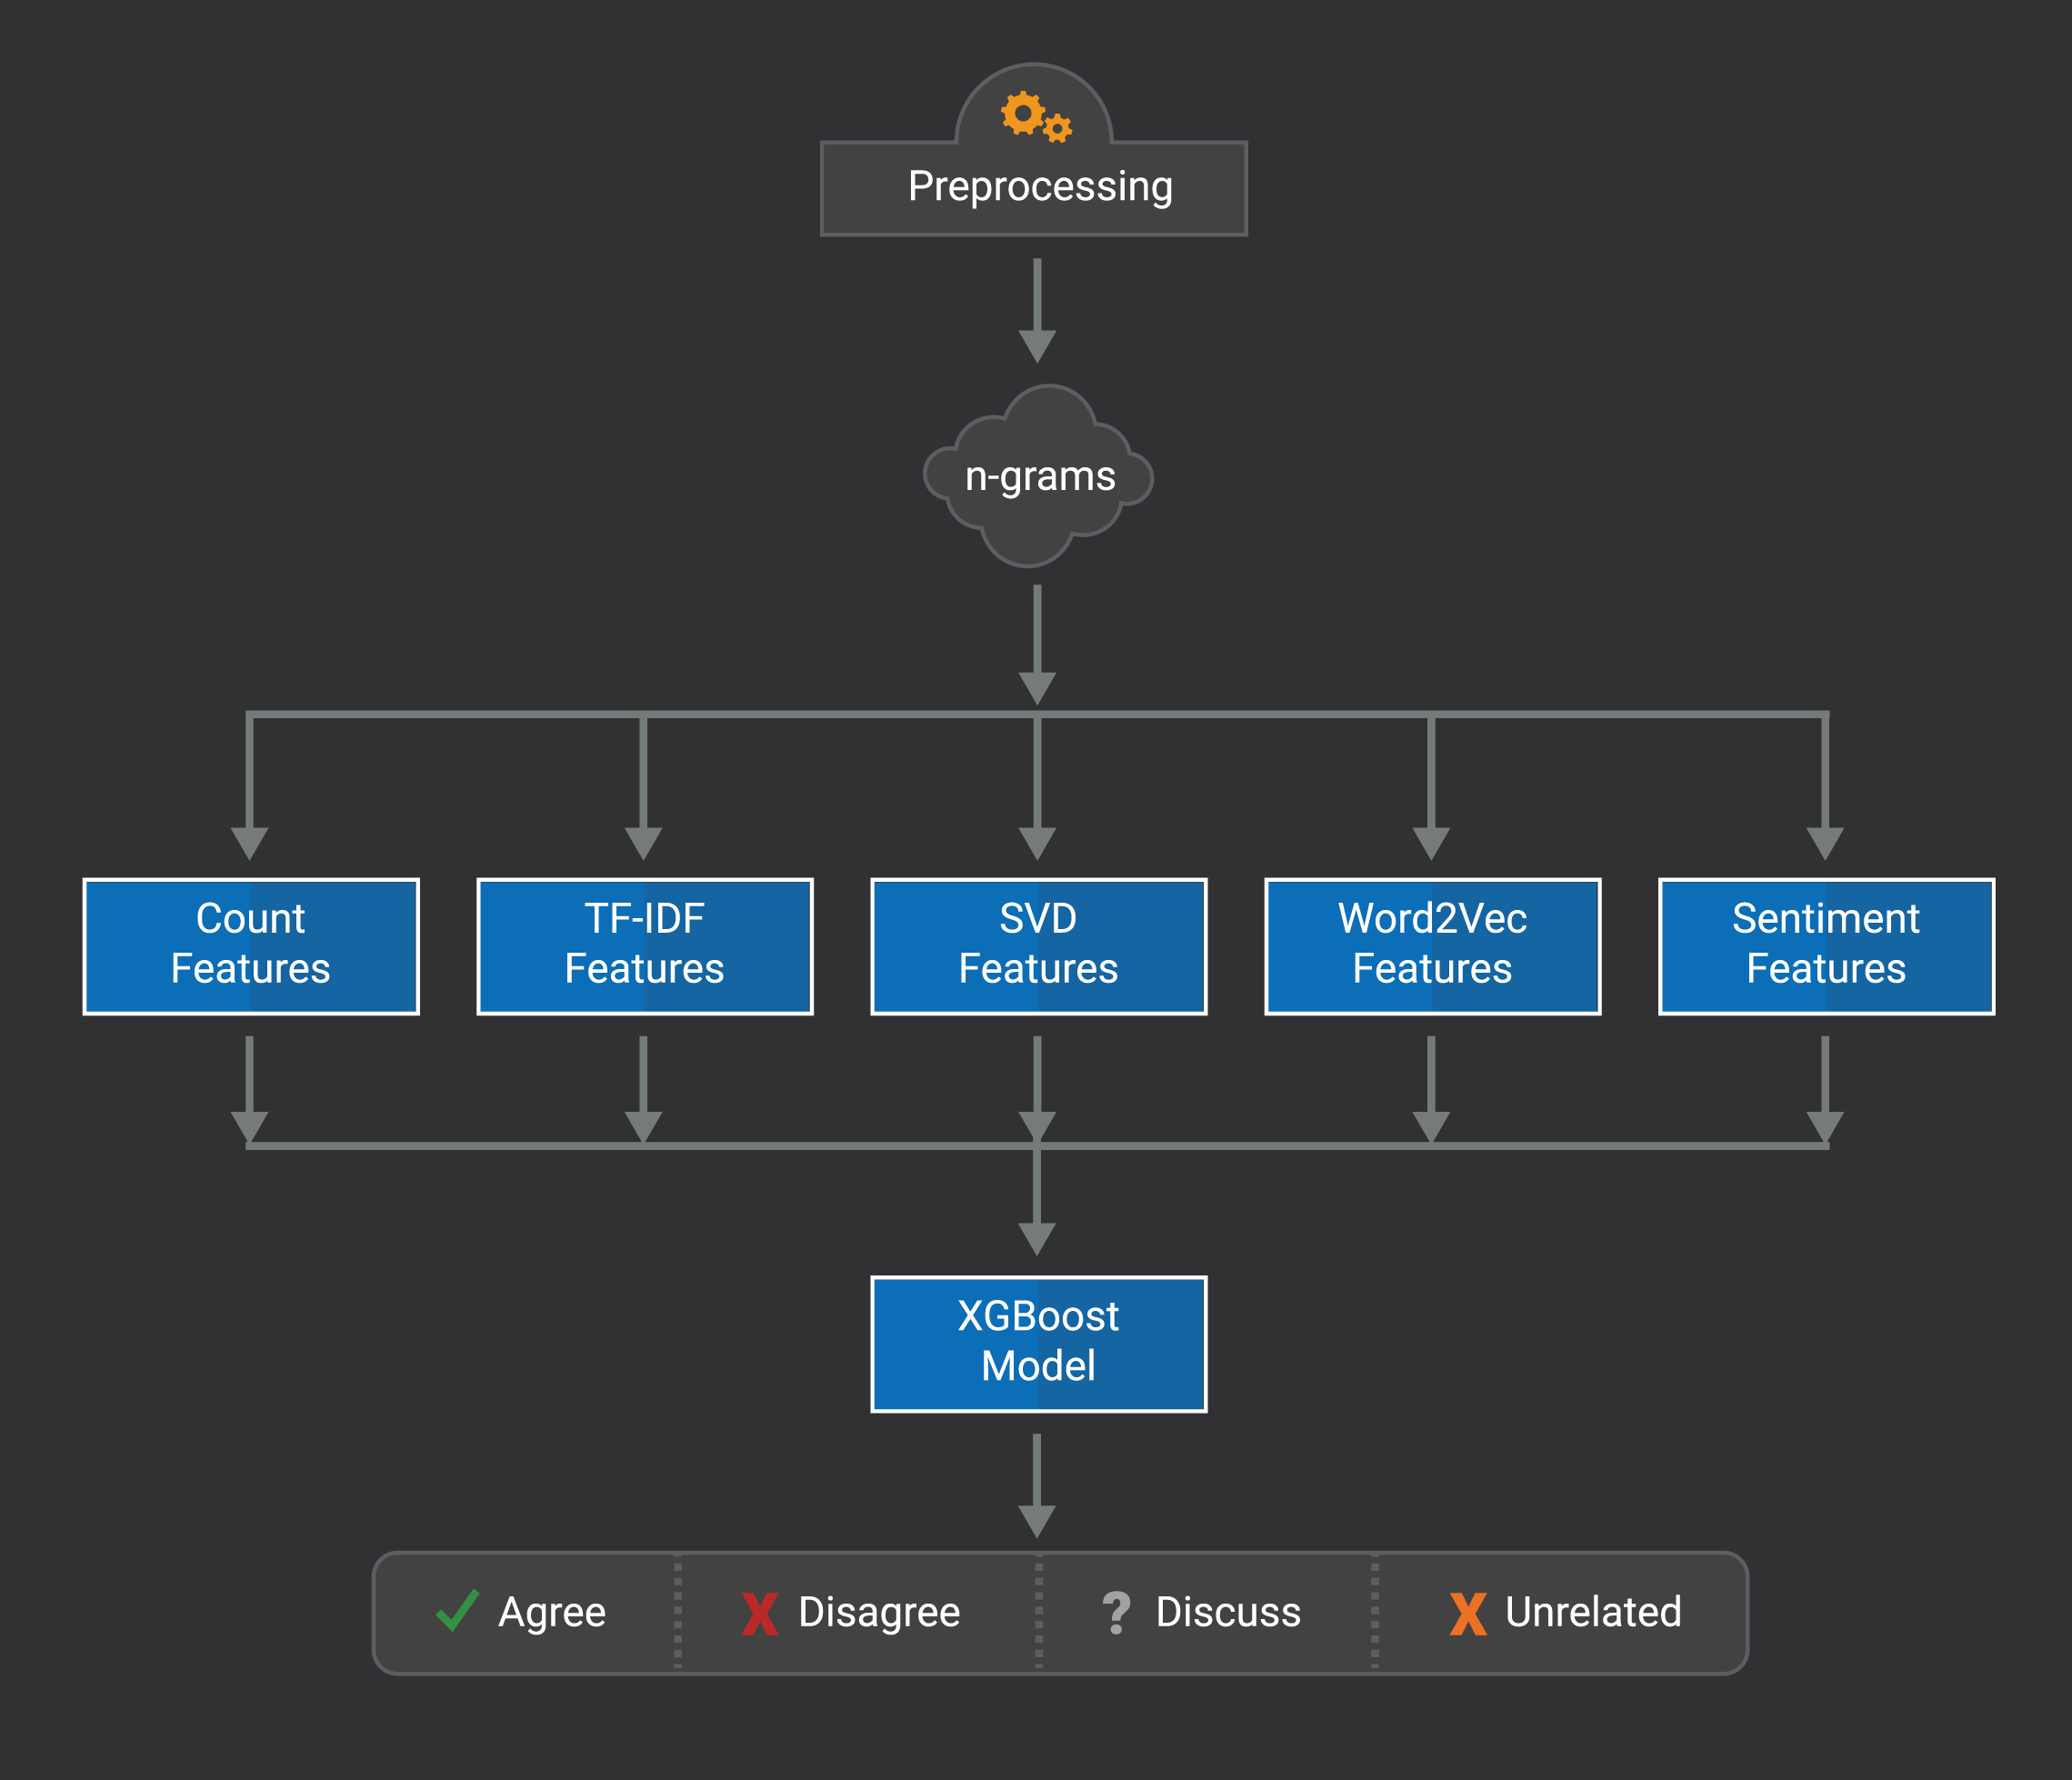 Preprocessing
n-grams
Count
Features
TF-IDF
Features
SVD
Features
Word2Vec
Features
Sentiment
Features
XGBoost
Model
Agree
Disagree
? Discuss
Unrelated